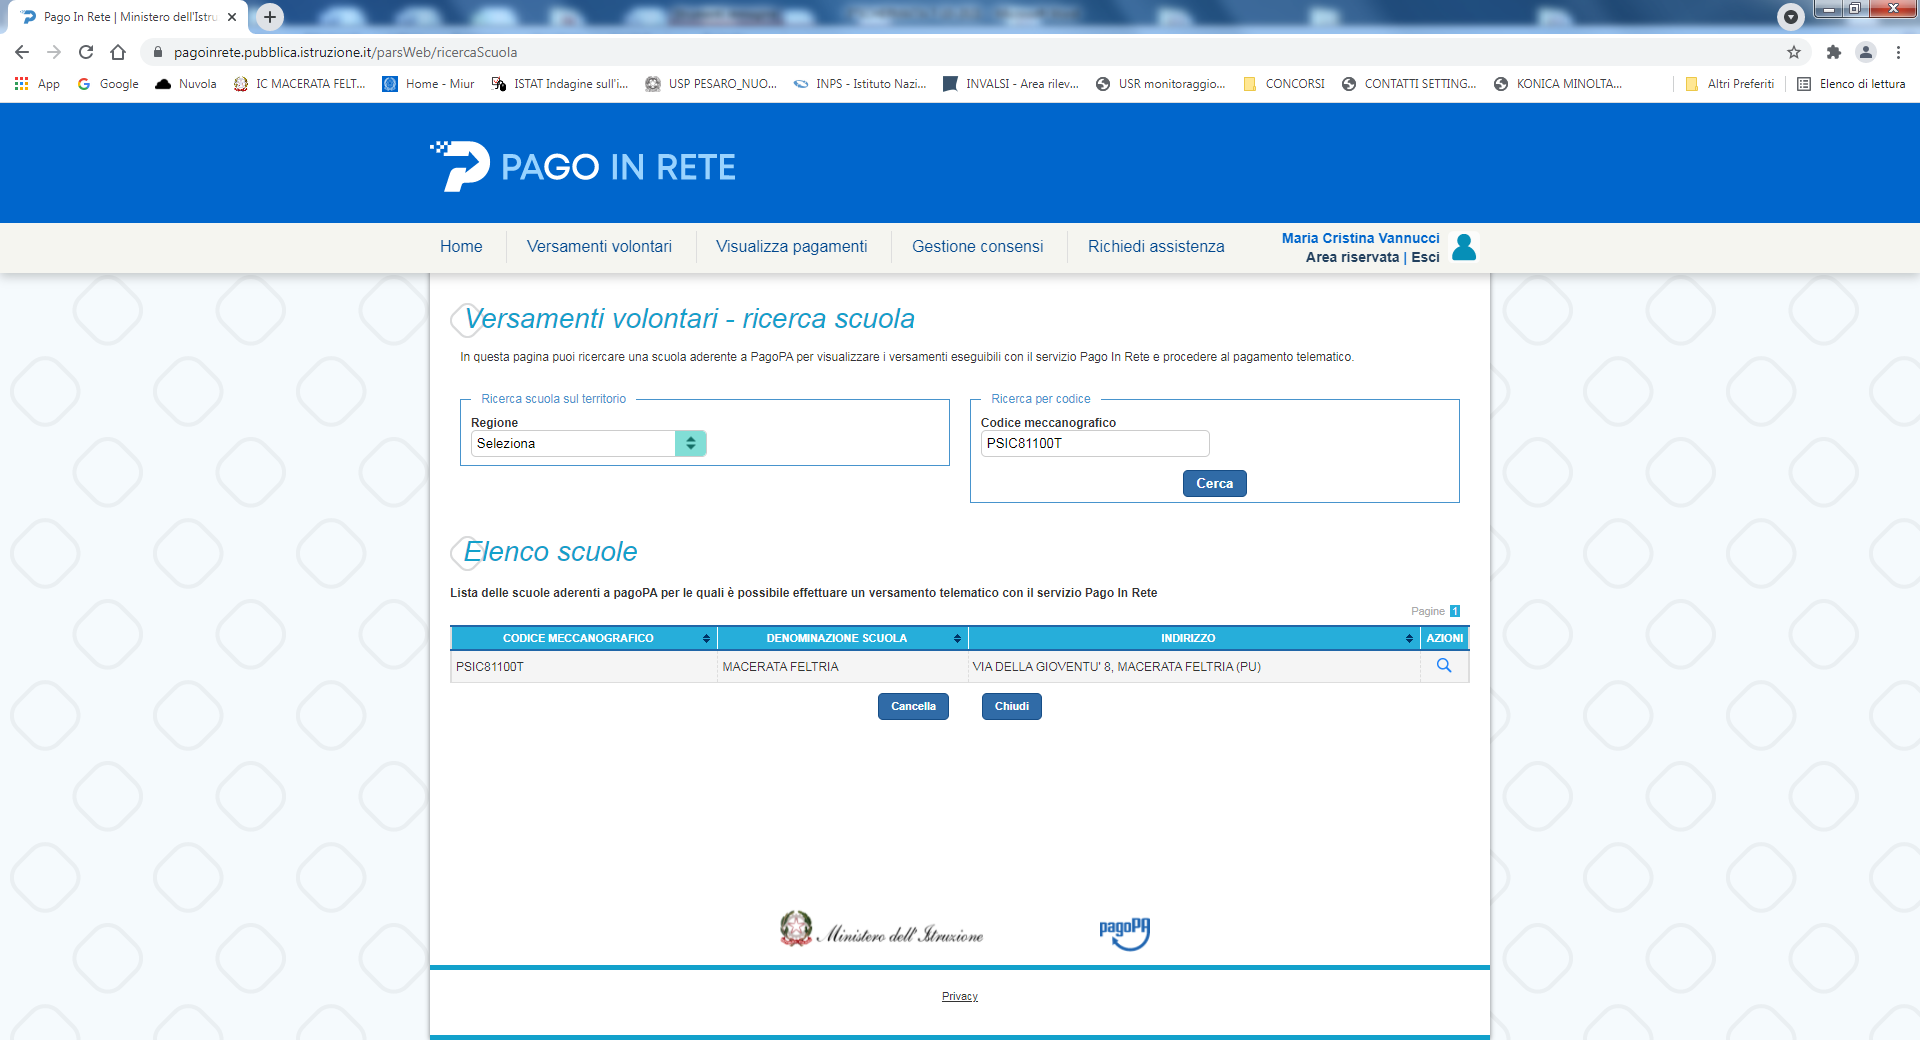 Pago In Rete | Ministero dell'Istru
pagoinrete.pubblica.istruzione.it/parsWeb/ricercaScuola
App Google Nuvola IC MACERATA FELT... Home - Miur ISTAT Indagine sull'i... USP PESARO_NUO... INPS - Istituto Nazi... INVALSI - Area rilev... USR monitoraggio... CONCORSI CONTATTI SETTING... KONICA MINOLTA... Altri Preferiti Elenco di lettura
PAGO IN RETE
Home Versamenti volontari Visualizza pagamenti Gestione consensi Richiedi assistenza
Maria Cristina Vannucci
Area riservata | Esci
Versamenti volontari - ricerca scuola
In questa pagina puoi ricercare una scuola aderente a PagoPA per visualizzare i versamenti eseguibili con il servizio Pago In Rete e procedere al pagamento telematico.
Ricerca scuola sul territorio
Regione
Seleziona
Ricerca per codice
Codice meccanografico
PSIC81100T
Cerca
Elenco scuole
Lista delle scuole aderenti a pagoPA per le quali è possibile effettuare un versamento telematico con il servizio Pago In Rete
Pagine 1
CODICE MECCANOGRAFICO DENOMINAZIONE SCUOLA INDIRIZZO AZIONI
PSIC81100T MACERATA FELTRIA VIA DELLA GIOVENTU' 8, MACERATA FELTRIA (PU)
Cancella Chiudi
Ministero dell'Istruzione
pagoPA
Privacy